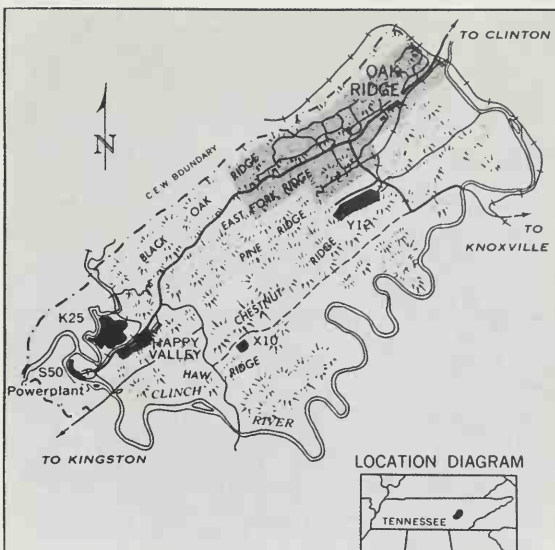 TO CLINTON
OAK RIDGE
N
C E W BOUNDARY
BLACK OAK RIDGE
EAST FORK RIDGE
PINE RIDGE
Y12
TO KNOXVILLE
CHESTNUT RIDGE
K25
HAPPY VALLEY
X10
S50
Powerplant
HAW RIDGE
CLINCH RIVER
TO KINGSTON
LOCATION DIAGRAM
TENNESSEE